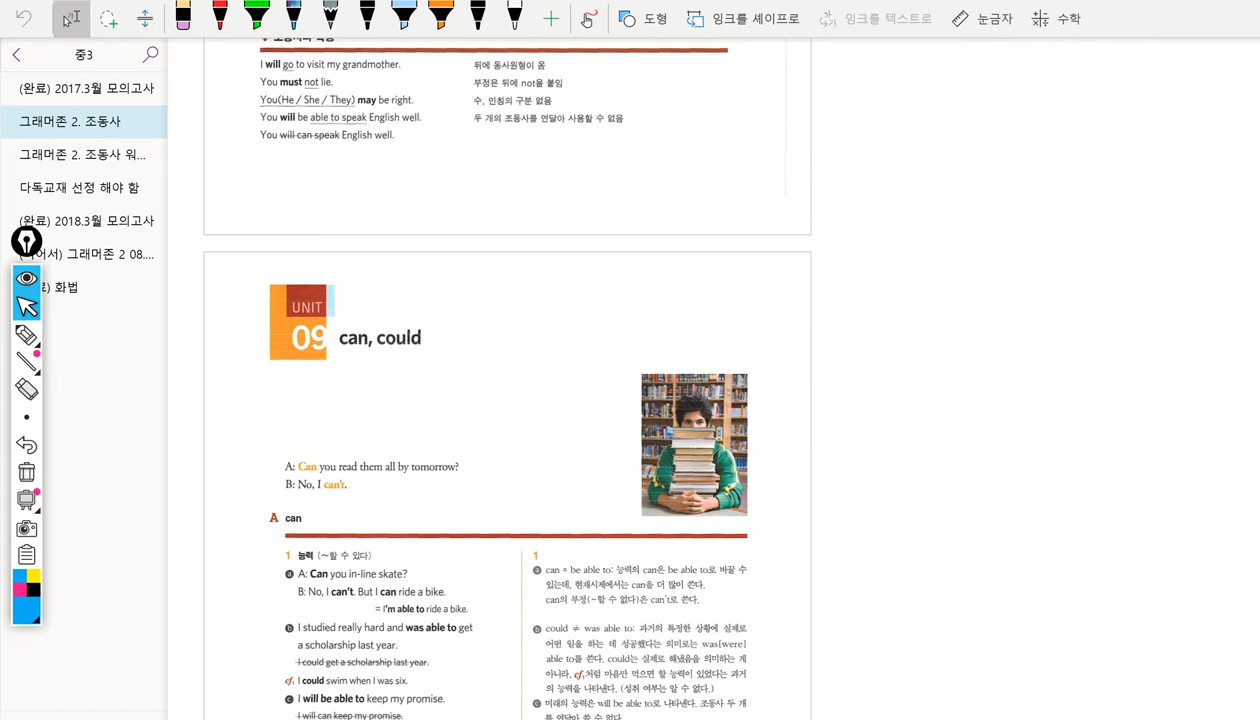 도형
잉크를 셰이프로
잉크를 텍스트로
눈금자
수학
중3
(완료) 2017.3월 모의고사
그래머존 2. 조동사
그래머존 2. 조동사 워...
다독교재 선정 해야 함
(완료) 2018.3월 모의고사
어서) 그래머존 2 08....
) 화법
I will go to visit my grandmother. 뒤에 동사원형이 옴
You must not lie. 부정은 뒤에 not을 붙임
You(He / She / They) may be right. 수, 인칭의 구분 없음
You will be able to speak English well. 두 개의 조동사를 연달아 사용할 수 없음
You will can speak English well.
UNIT
09 can, could
A: Can you read them all by tomorrow?
B: No, I can't.
A can
1 능력 (~할 수 있다)
ⓐ A: Can you in-line skate?
B: No, I can't. But I can ride a bike.
= I'm able to ride a bike.
ⓑ I studied really hard and was able to get
a scholarship last year.
I could get a scholarship last year.
cf₁ I could swim when I was six.
ⓒ I will be able to keep my promise.
I will can keep my promise.
1
ⓐ can = be able to: 능력의 can은 be able to로 바꿀 수
있는데, 현재시제에서는 can을 더 많이 쓴다.
can의 부정(~할 수 없다)은 can't로 쓴다.
ⓑ could ≠ was able to: 과거의 특정한 상황에 실제로
어떤 일을 하는 데 성공했다는 의미로는 was[were]
able to를 쓴다. could는 실제로 해냈음을 의미하는 게
아니라, cf₁처럼 마음만 먹으면 할 능력이 있었다는 과거
의 능력을 나타낸다. (성취 여부는 알 수 없다.)
ⓒ 미래의 능력은 will be able to로 나타낸다. 조동사 두 개
를 연달아 쓸 수 없다.